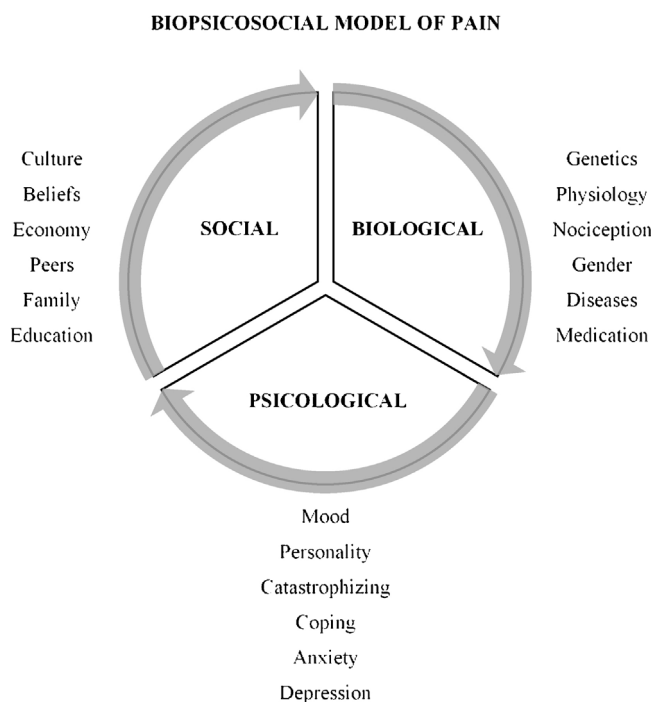 BIOPSICOSOCIAL MODEL OF PAIN
Culture
Beliefs
Economy
Peers
Family
Education
SOCIAL
BIOLOGICAL
Genetics
Physiology
Nociception
Gender
Diseases
Medication
PSICOLOGICAL
Mood
Personality
Catastrophizing
Coping
Anxiety
Depression